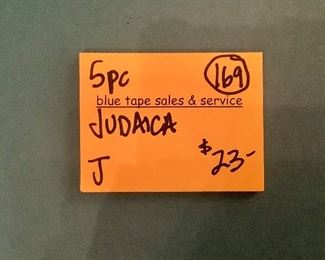 5pc 169
blue tape sales & service
JUDAICA
J $23-